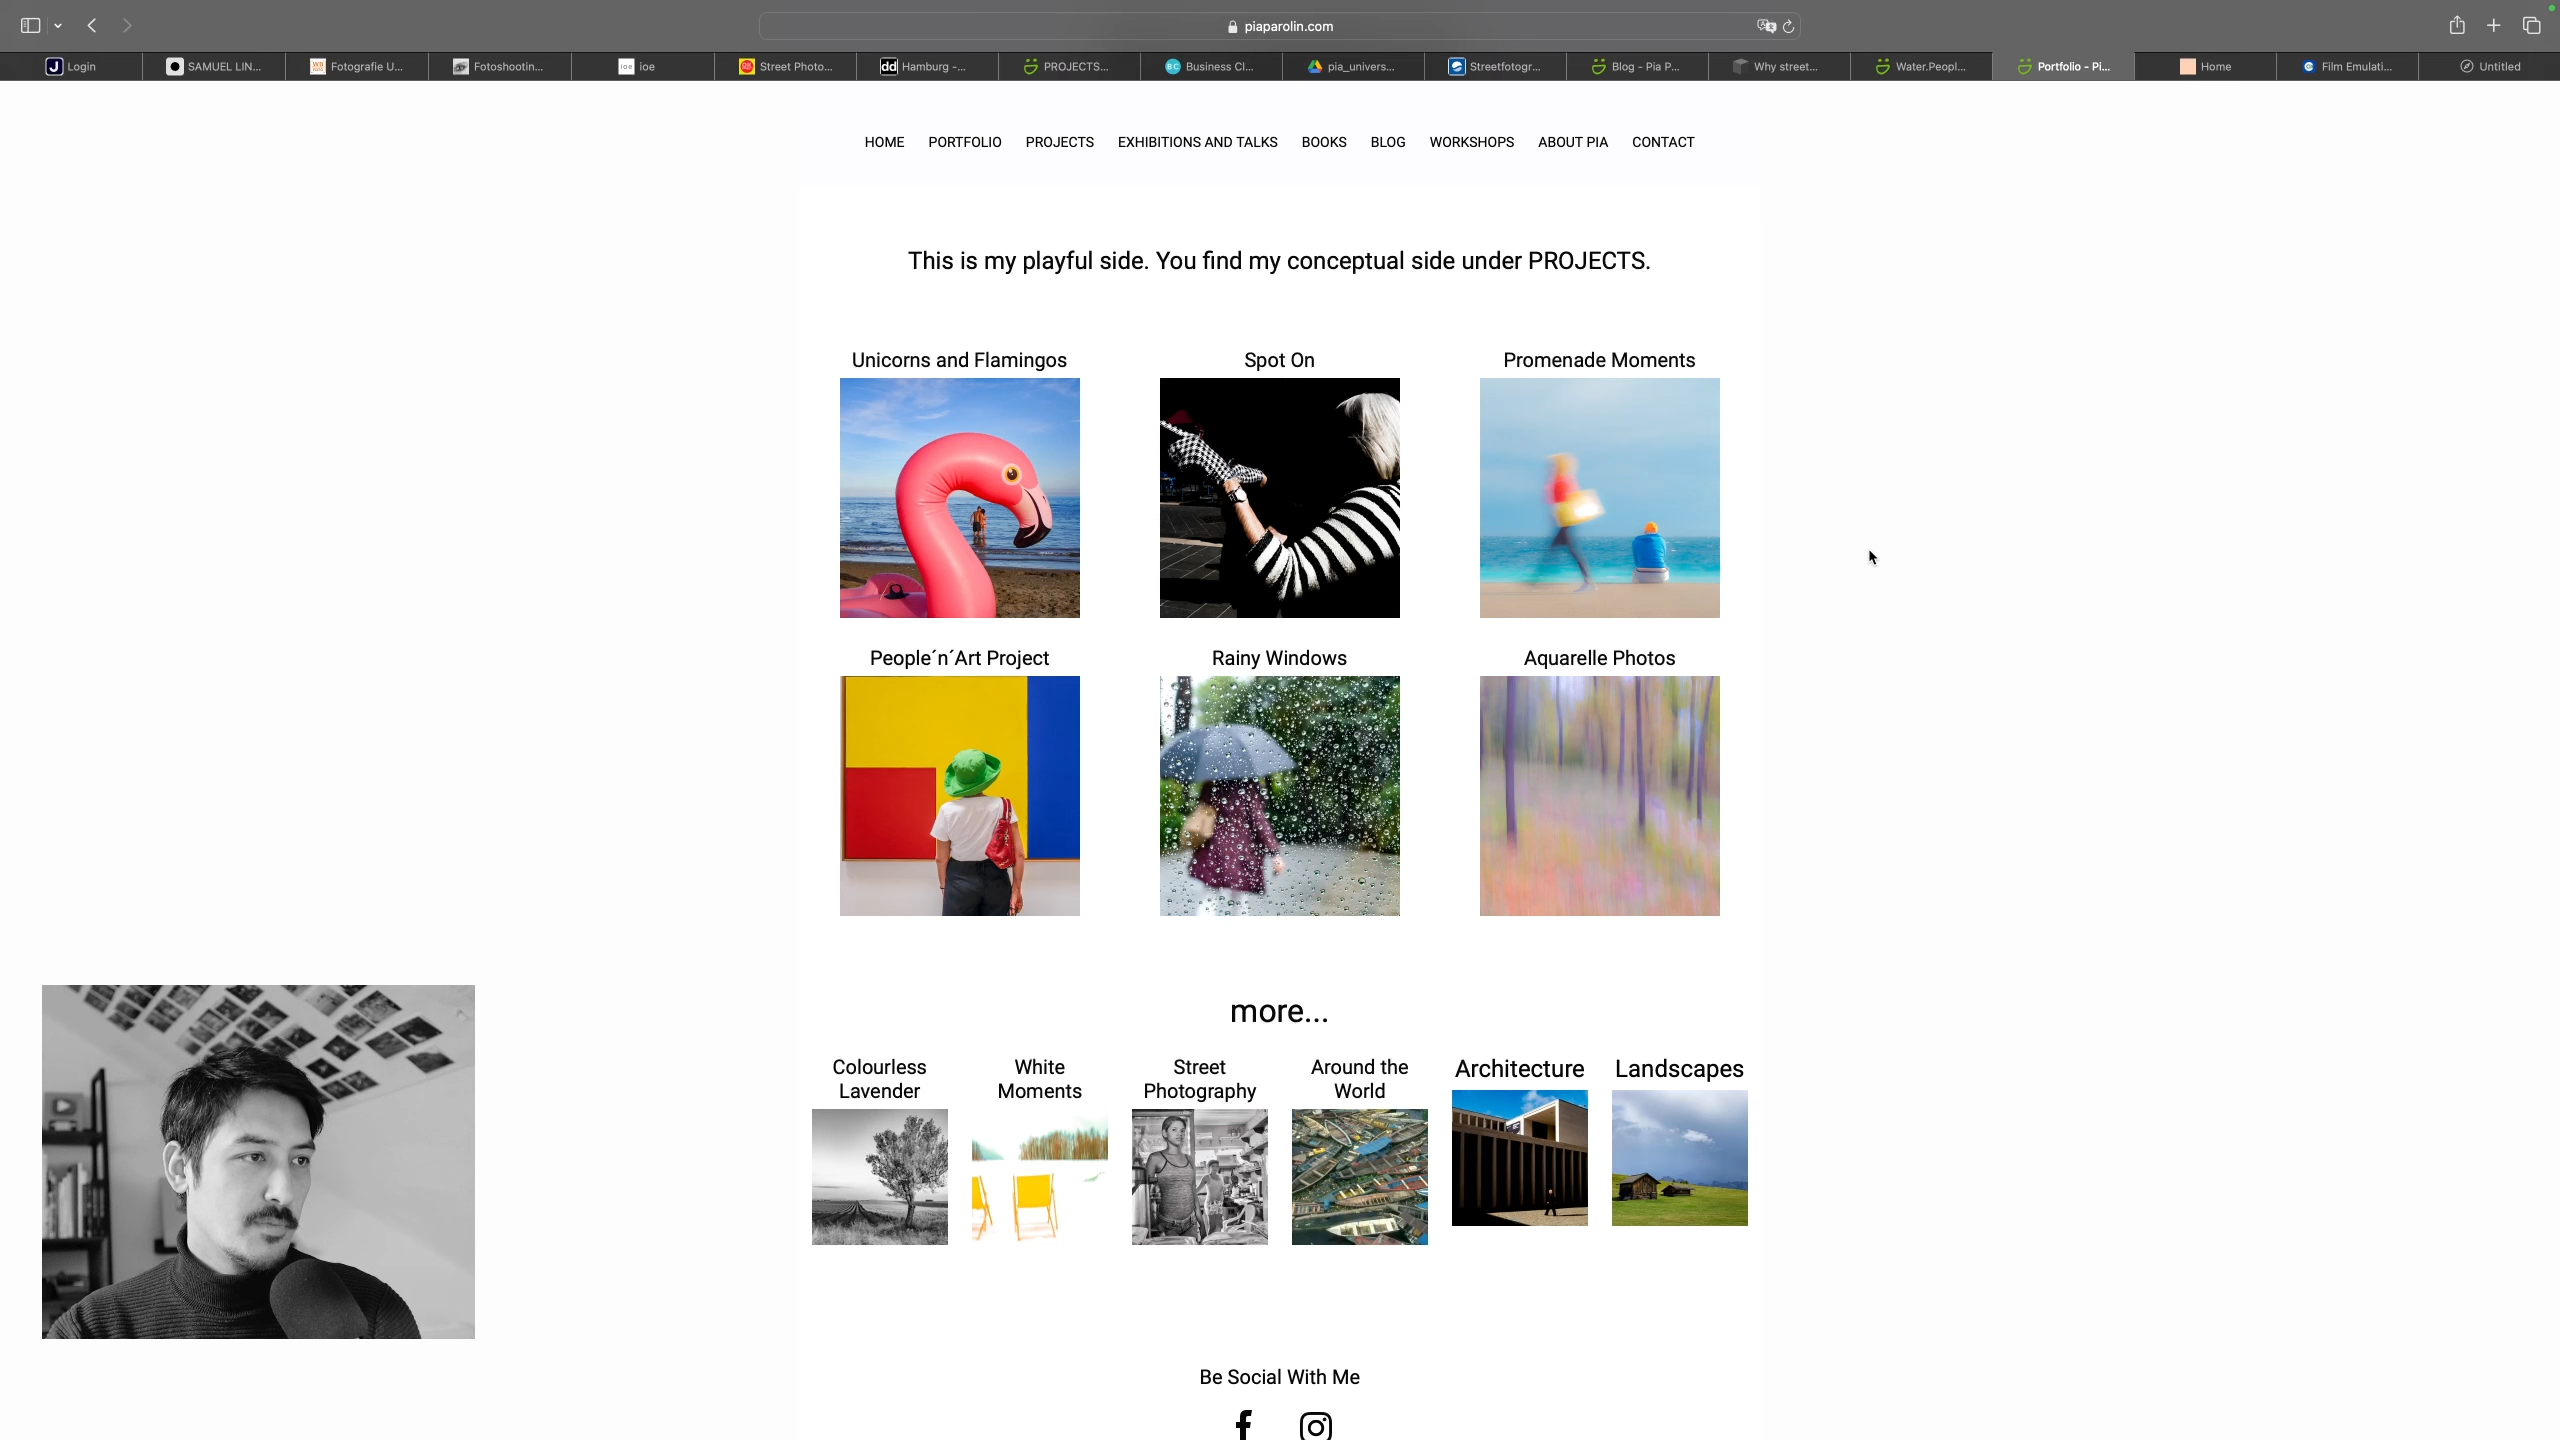 piaparolin.com
Login
SAMUEL LIN...
Fotografie U...
Fotoshootin...
ioe
ioe
Street Photo...
dd
Hamburg -...
PROJECTS...
BC
Business Cl...
pia_univers...
Streetfotogr...
Blog - Pia P...
Why street...
Water.Peopl...
Portfolio - Pi...
Home
Film Emulati...
Untitled
HOME PORTFOLIO PROJECTS EXHIBITIONS AND TALKS BOOKS BLOG WORKSHOPS ABOUT PIA CONTACT
This is my playful side. You find my conceptual side under PROJECTS.
Unicorns and Flamingos
Spot On
Promenade Moments
People´n´Art Project
Rainy Windows
Aquarelle Photos
more...
Colourless
Lavender
White
Moments
Street
Photography
Around the
World
Architecture
Landscapes
Be Social With Me